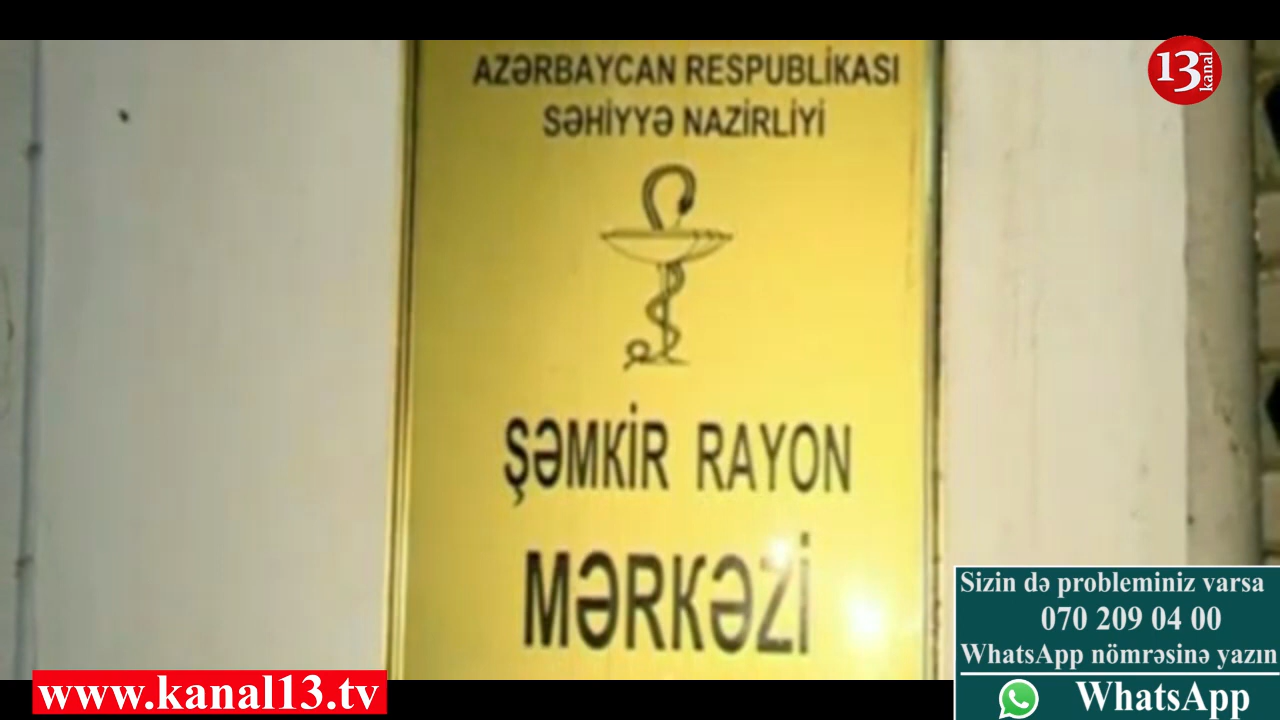 AZƏRBAYCAN RESPUBLİKASI
SƏHİYYƏ NAZİRLİYİ
ŞƏMKİR RAYON
MƏRKƏZİ
13 kanal
www.kanal13.tv
Sizin də probleminiz varsa
070 209 04 00
WhatsApp nömrəsinə yazın
WhatsApp